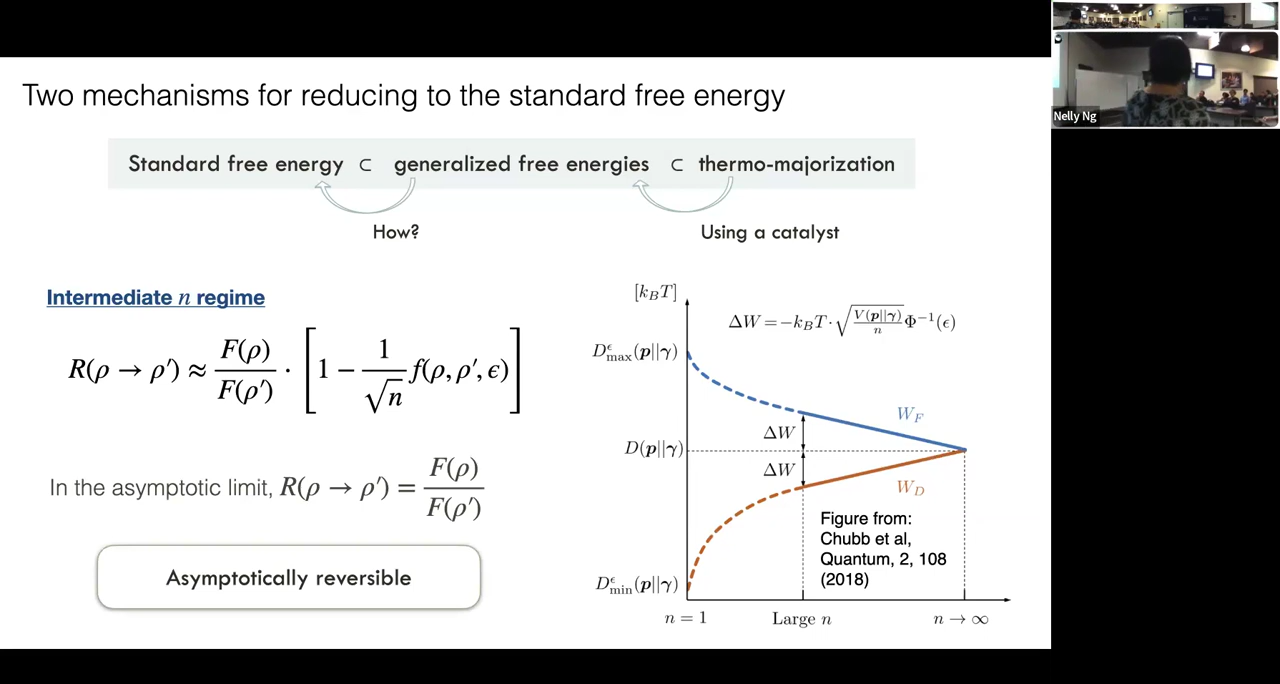 Two mechanisms for reducing to the standard free energy
Standard free energy ⊂ generalized free energies ⊂ thermo-majorization
How?
Using a catalyst
Intermediate n regime
R(ρ → ρ′) ≈ F(ρ)/F(ρ′) · [1 − 1/√n f(ρ, ρ′, ϵ)]
In the asymptotic limit, R(ρ → ρ′) = F(ρ)/F(ρ′)
Asymptotically reversible
[k_BT]
ΔW = −k_BT · √(V(p||γ)/n) Φ⁻¹(ϵ)
D^ϵ_max(p||γ)
W_F
ΔW
D(p||γ)
ΔW
W_D
Figure from:
Chubb et al,
Quantum, 2, 108
(2018)
D^ϵ_min(p||γ)
n = 1
Large n
n → ∞
Nelly Ng